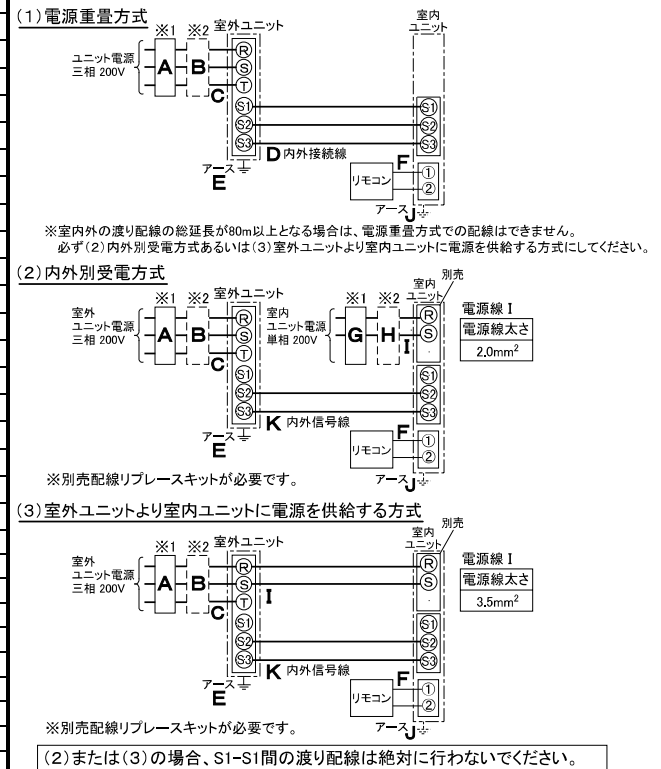 (1)電源重畳方式
※1 ※2 室外ユニット
室内
ユニット
ユニット電源
三相 200V
A B
C
R
S
T
S1
S2
S3
S1
S2
S3
D 内外接続線
アース
E
リモコン
F
①
②
アース J
※室内外の渡り配線の総延長が80m以上となる場合は、電源重畳方式での配線はできません。
必ず(2)内外別受電方式あるいは(3)室外ユニットより室内ユニットに電源を供給する方式にしてください。
(2)内外別受電方式
※1 ※2 室外ユニット
※1 ※2 室内
ユニット
別売
室外
ユニット電源
三相 200V
A B
C
R
S
T
S1
S2
S3
室内
ユニット電源
単相 200V
G H
I
R
S
S1
S2
S3
電源線 I
電源線太さ
2.0mm²
K 内外信号線
アース
E
リモコン
F
①
②
アース J
※別売配線リプレースキットが必要です。
(3)室外ユニットより室内ユニットに電源を供給する方式
※1 ※2 室外ユニット
室内
ユニット
別売
室外
ユニット電源
三相 200V
A B
C
R
S
T
S1
S2
S3
I
R
S
S1
S2
S3
電源線 I
電源線太さ
3.5mm²
K 内外信号線
アース
E
リモコン
F
①
②
アース J
※別売配線リプレースキットが必要です。
(2)または(3)の場合、S1-S1間の渡り配線は絶対に行わないでください。